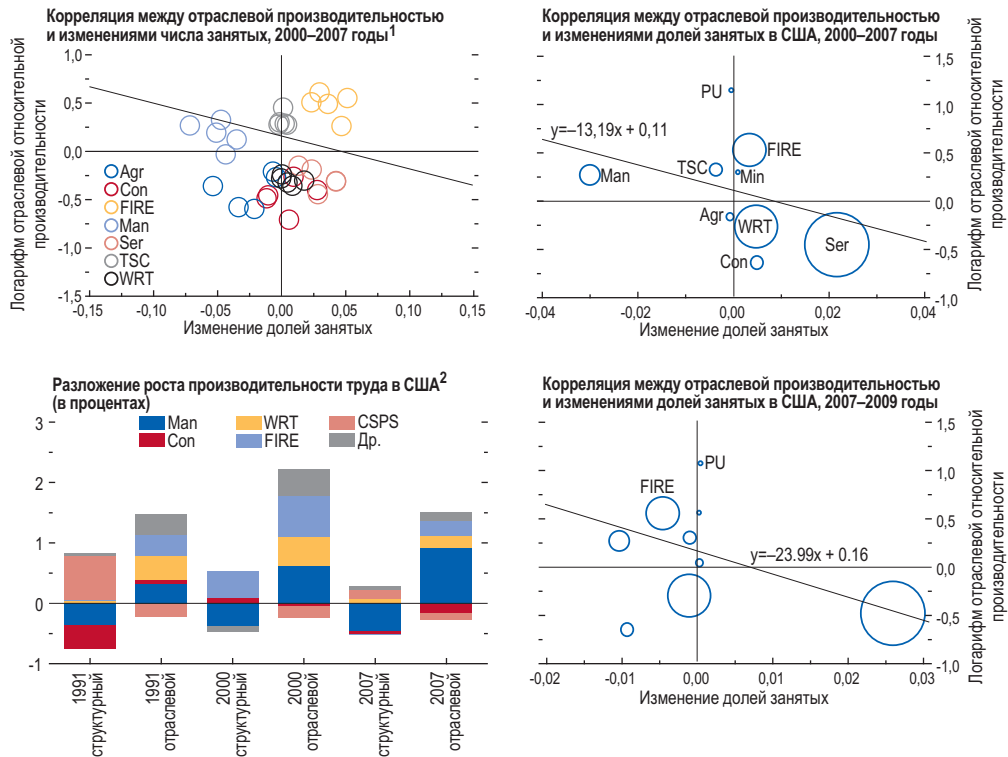 Корреляция между отраслевой производительностью
и изменениями числа занятых, 2000–2007 годы1
Логарифм отраслевой относительной
производительности
1,0
0,5
0,0
-0,5
-1,0
-1,5
Agr
Con
FIRE
Man
Ser
TSC
WRT
-0,15 -0,10 -0,05 0,00 0,05 0,10 0,15
Изменение долей занятых
Корреляция между отраслевой производительностью
и изменениями долей занятых в США, 2000–2007 годы
1,5
1,0
0,5
0,0
-0,5
-1,0
PU
y=–13,19x + 0,11
FIRE
TSC
Min
Man
Agr
WRT
Ser
Con
-0,04 -0,02 0,00 0,02 0,04
Изменение долей занятых
Логарифм отраслевой относительной
производительности
Разложение роста производительности труда в США2
(в процентах)
3
2
1
0
-1
Man WRT CSPS
Con FIRE Др.
1991
структурный
1991
отраслевой
2000
структурный
2000
отраслевой
2007
структурный
2007
отраслевой
Корреляция между отраслевой производительностью
и изменениями долей занятых в США, 2007–2009 годы
1,5
1,0
0,5
0,0
-0,5
-1,0
PU
FIRE
y=–23.99x + 0.16
-0,02 -0,01 0,00 0,02 0,03
Изменение долей занятых
Логарифм отраслевой относительной
производительности